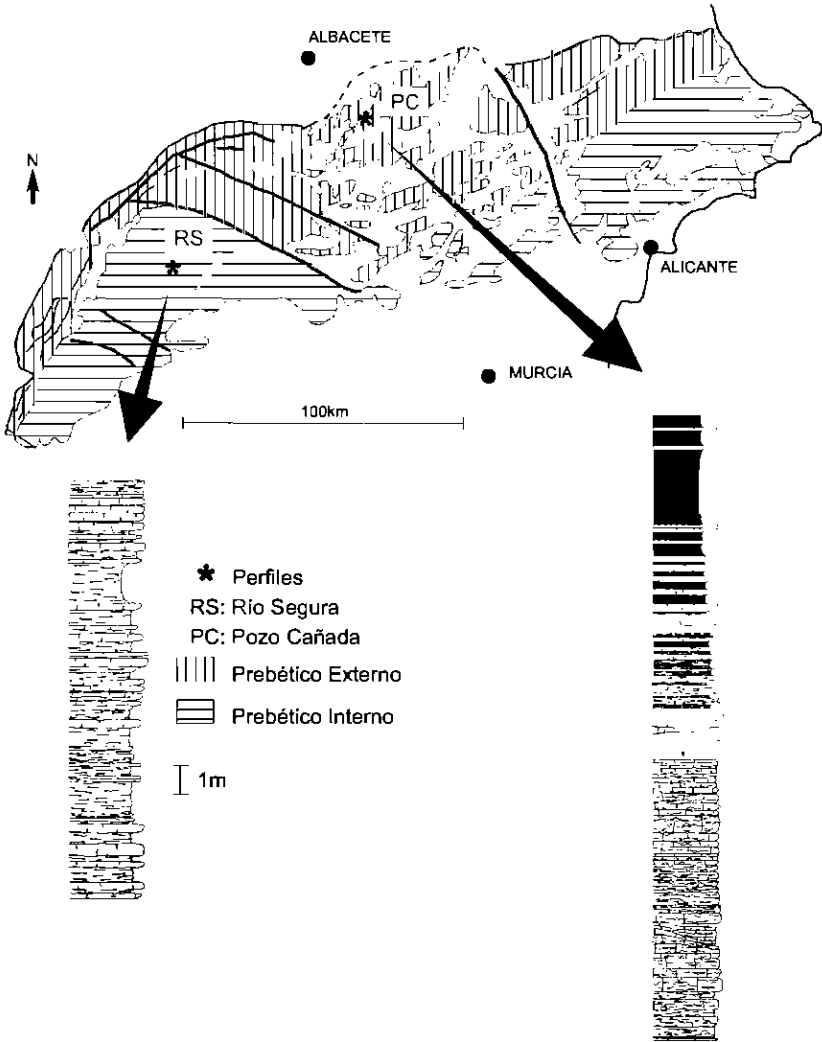 ALBACETE
PC
N
RS
ALICANTE
MURCIA
100km
* Perfiles
RS: Río Segura
PC: Pozo Cañada
Prebético Externo
Prebético Interno
1m